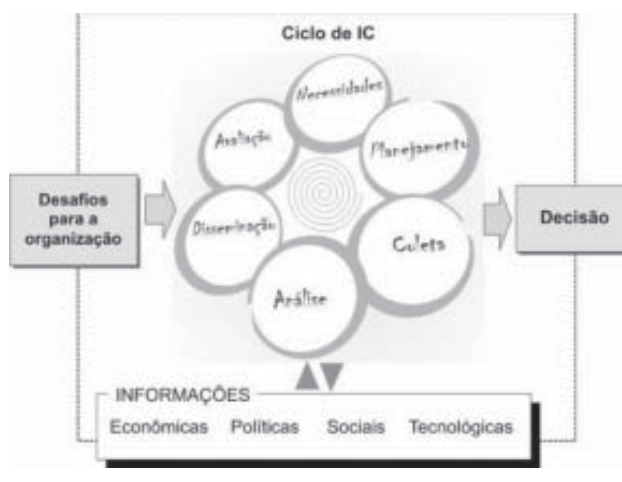 Ciclo de IC
Necessidades
Avaliação
Planejamento
Desafios
para a
organização
Disseminação
Coleta
Decisão
Análise
INFORMAÇÕES
Econômicas Políticas Sociais Tecnológicas